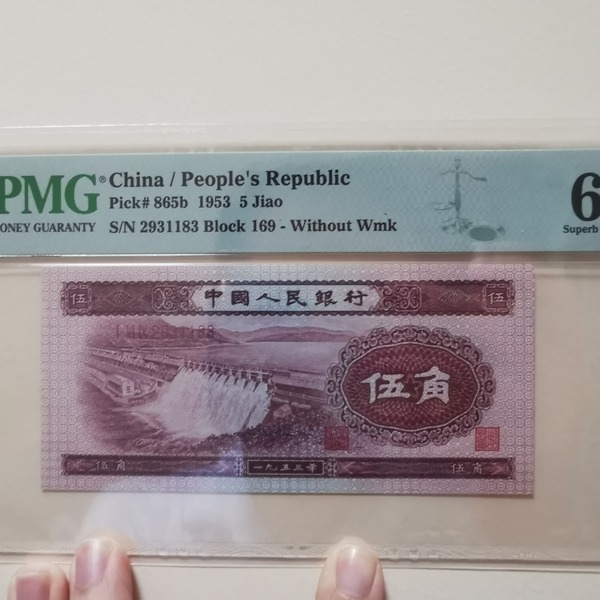 PMG® China / People's Republic
Pick# 865b 1953 5 Jiao
ONEY GUARANTY S/N 2931183 Block 169 - Without Wmk
6
Superb
中國人民銀行
伍 伍
伍角
伍角 一九五三年 伍角